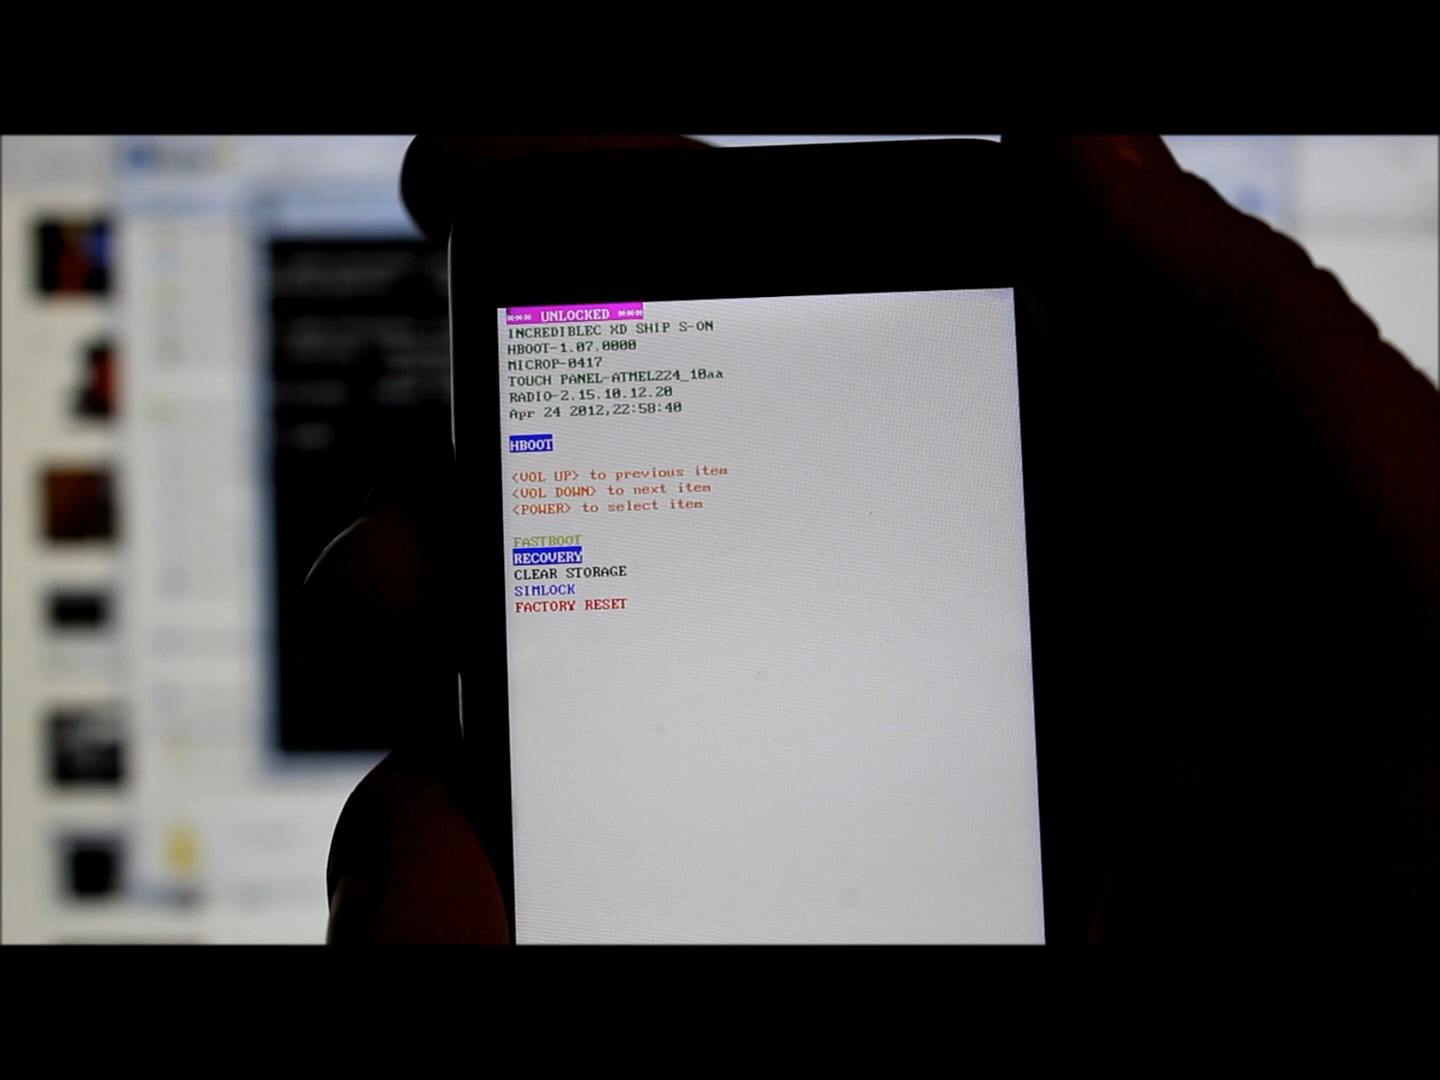 *** UNLOCKED ***
INCREDIBLEC XD SHIP S-ON
HBOOT-1.07.0000
MICROP-0417
TOUCH PANEL-ATMEL224_10aa
RADIO-2.15.10.12.20
Apr 24 2012,22:58:40
HBOOT
<VOL UP> to previous item
<VOL DOWN> to next item
<POWER> to select item
FASTBOOT
RECOVERY
CLEAR STORAGE
SIMLOCK
FACTORY RESET